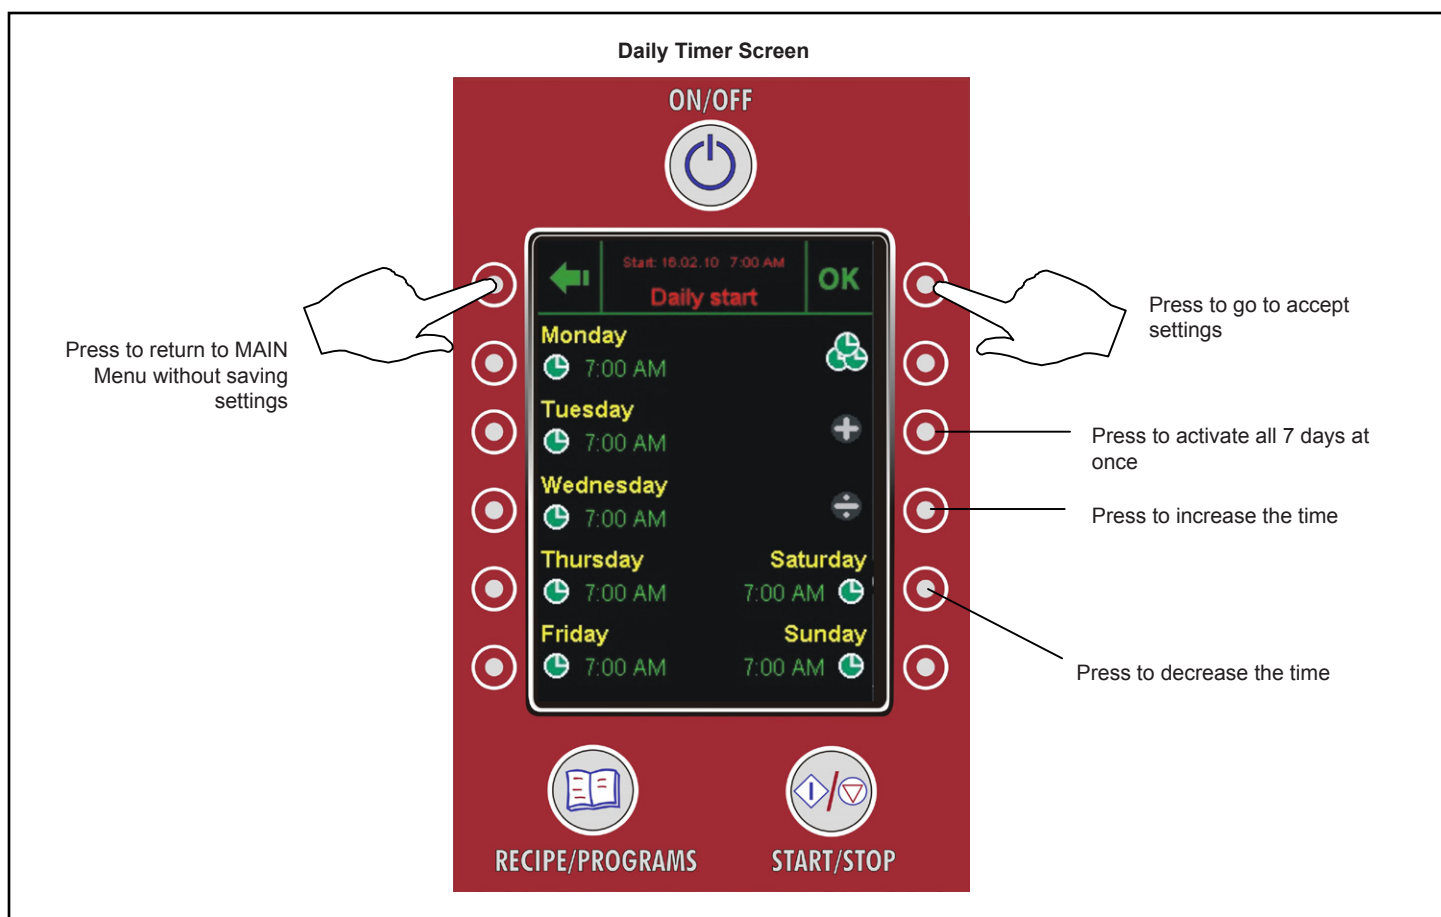 Daily Timer Screen
ON/OFF
Start: 16.02.10 7:00 AM
Daily start
OK
Monday
7:00 AM
Tuesday
7:00 AM
Wednesday
7:00 AM
Thursday
7:00 AM
Friday
7:00 AM
Saturday
7:00 AM
Sunday
7:00 AM
RECIPE/PROGRAMS
START/STOP
Press to return to MAIN
Menu without saving
settings
Press to go to accept
settings
Press to activate all 7 days at
once
Press to increase the time
Press to decrease the time